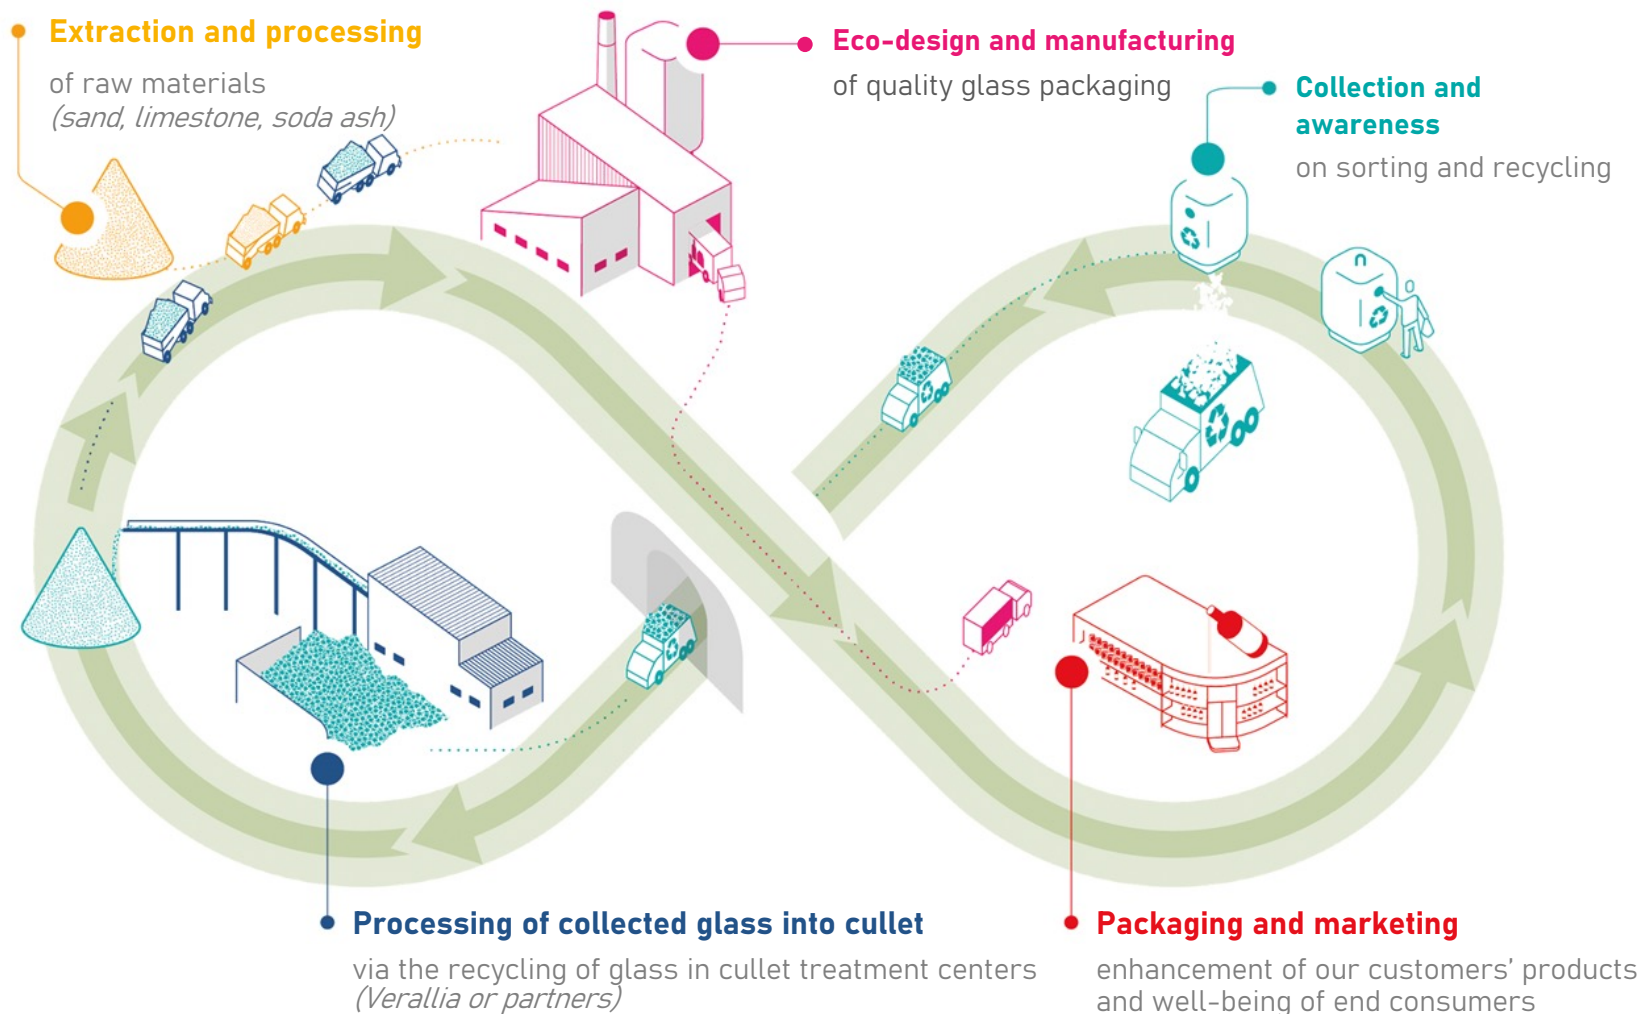 Extraction and processing
of raw materials
(sand, limestone, soda ash)
Eco-design and manufacturing
of quality glass packaging
Collection and
awareness
on sorting and recycling
Processing of collected glass into cullet
via the recycling of glass in cullet treatment centers
(Verallia or partners)
Packaging and marketing
enhancement of our customers’ products
and well-being of end consumers